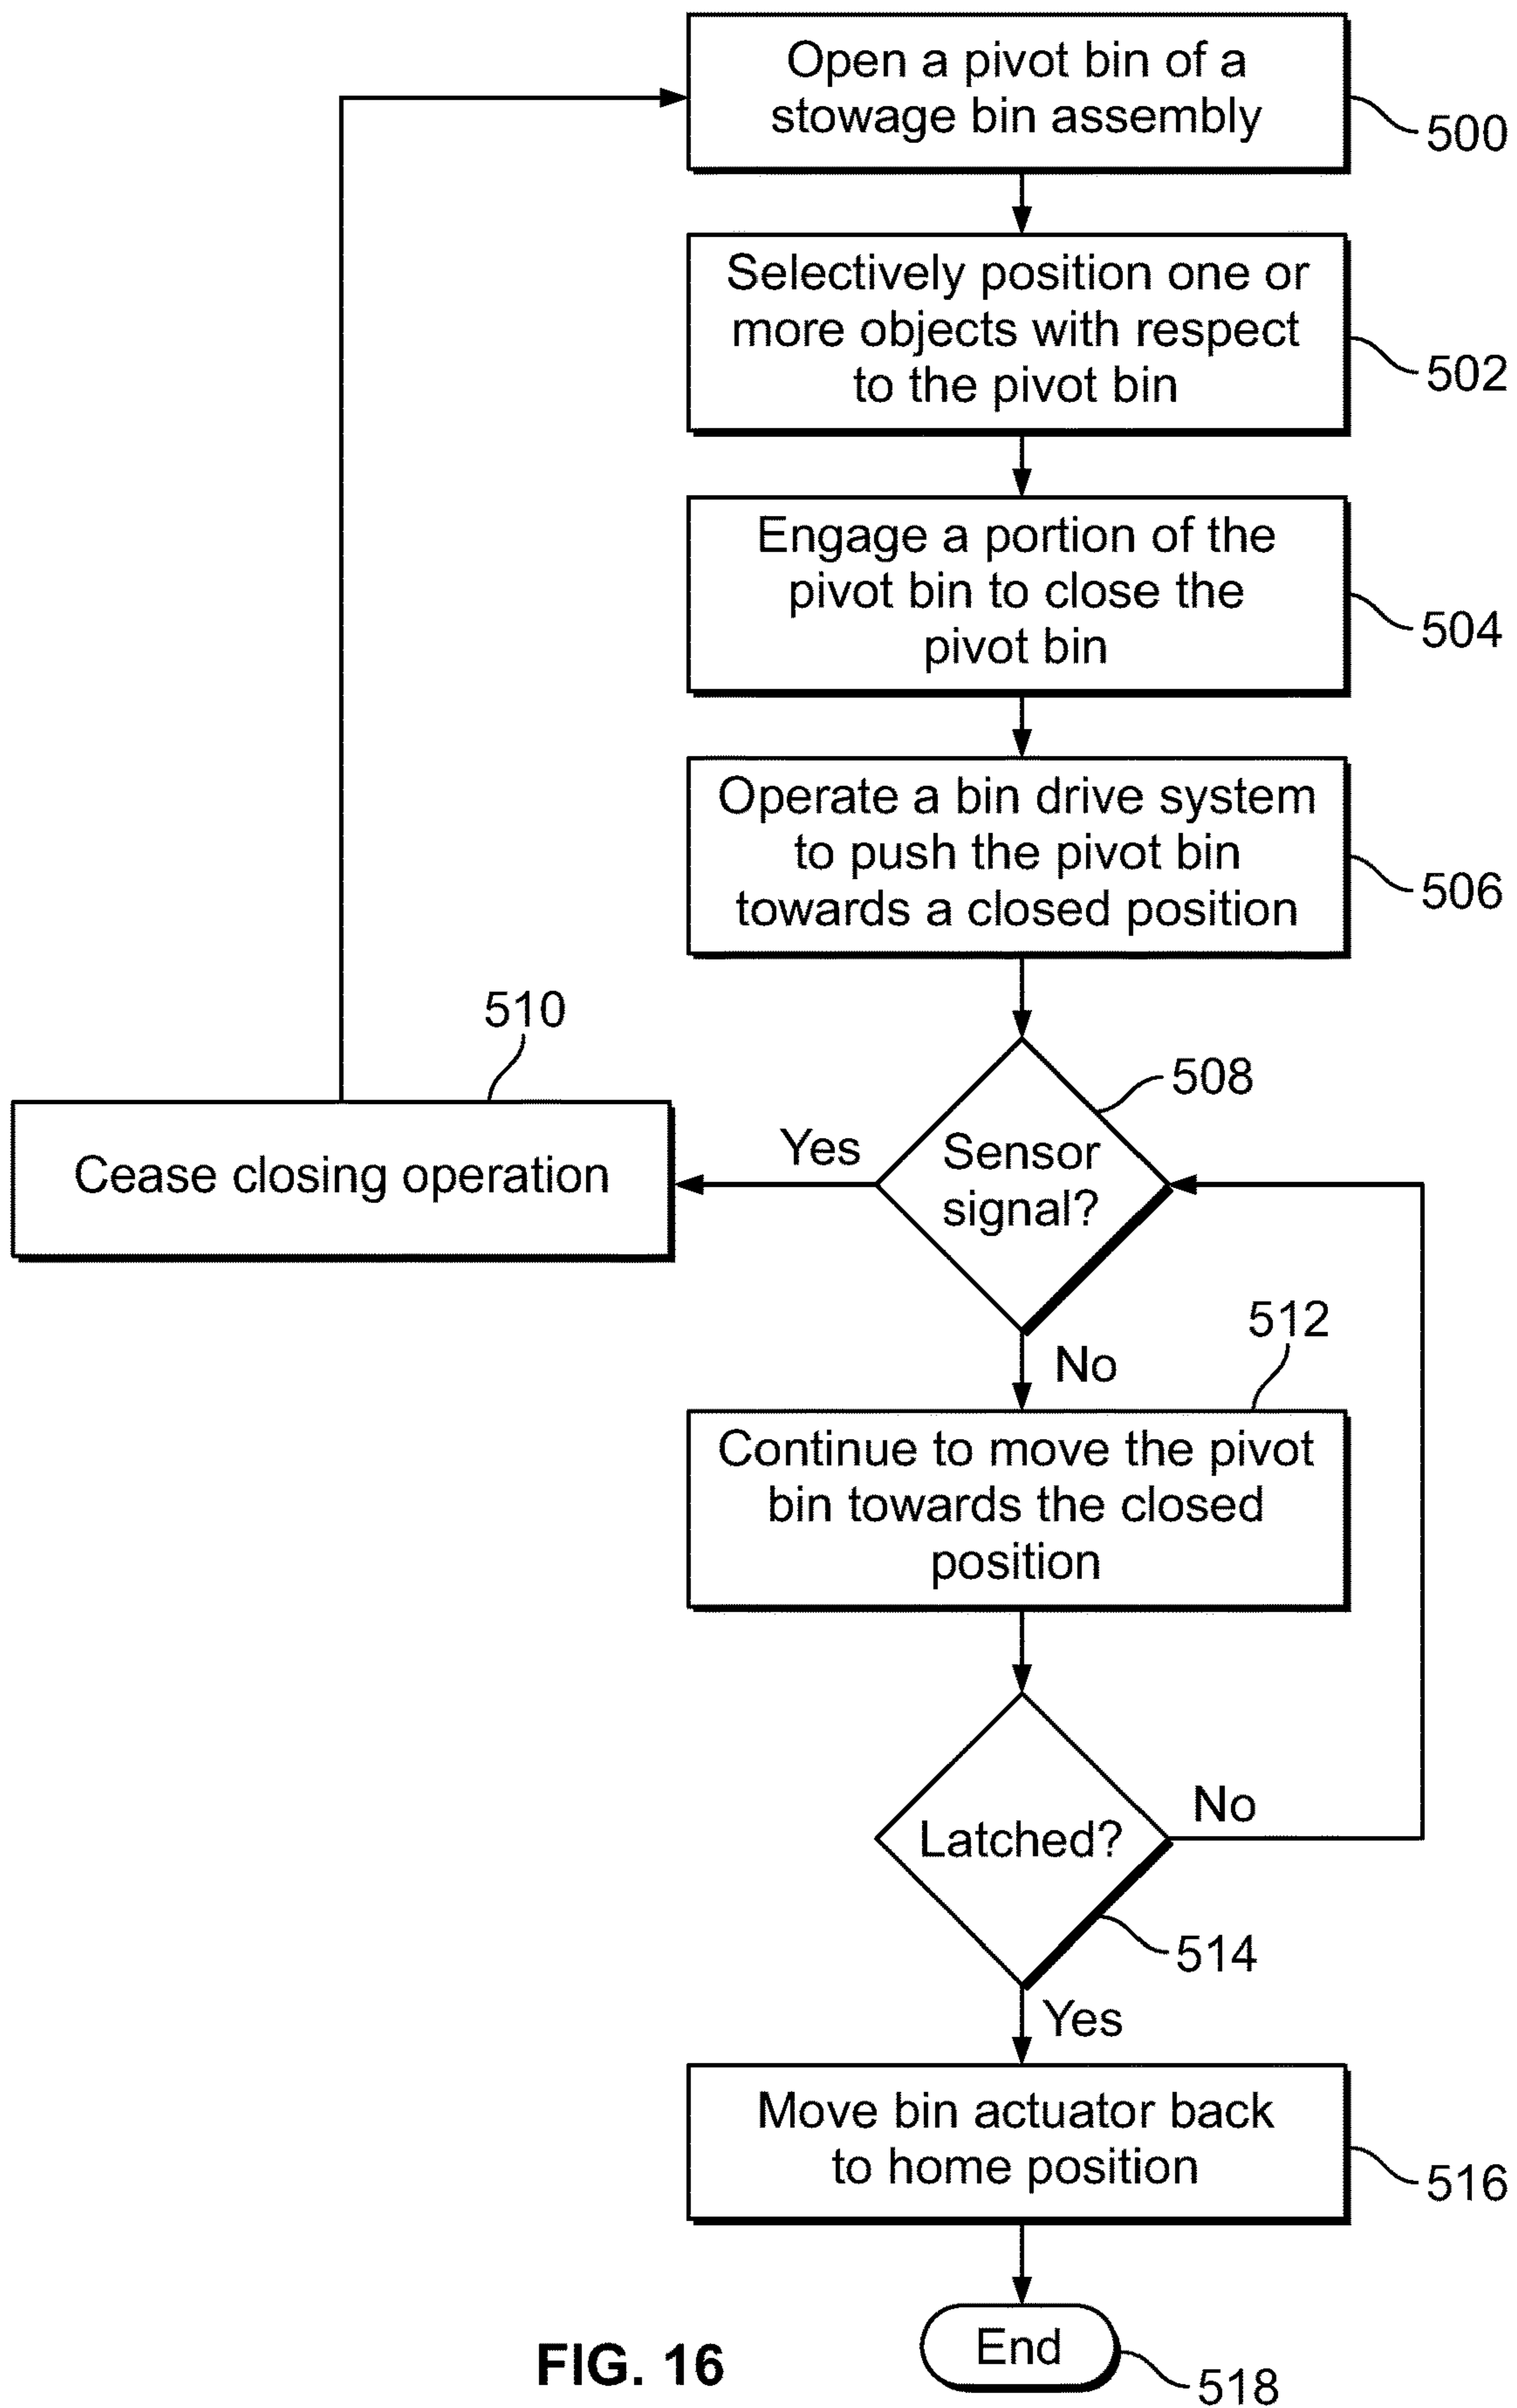 Open a pivot bin of a
stowage bin assembly
500
Selectively position one or
more objects with respect
to the pivot bin
502
Engage a portion of the
pivot bin to close the
pivot bin
504
Operate a bin drive system
to push the pivot bin
towards a closed position
506
510
Cease closing operation
Yes
508
Sensor
signal?
No
512
Continue to move the pivot
bin towards the closed
position
Latched?
No
514
Yes
Move bin actuator back
to home position
516
End
518
FIG. 16